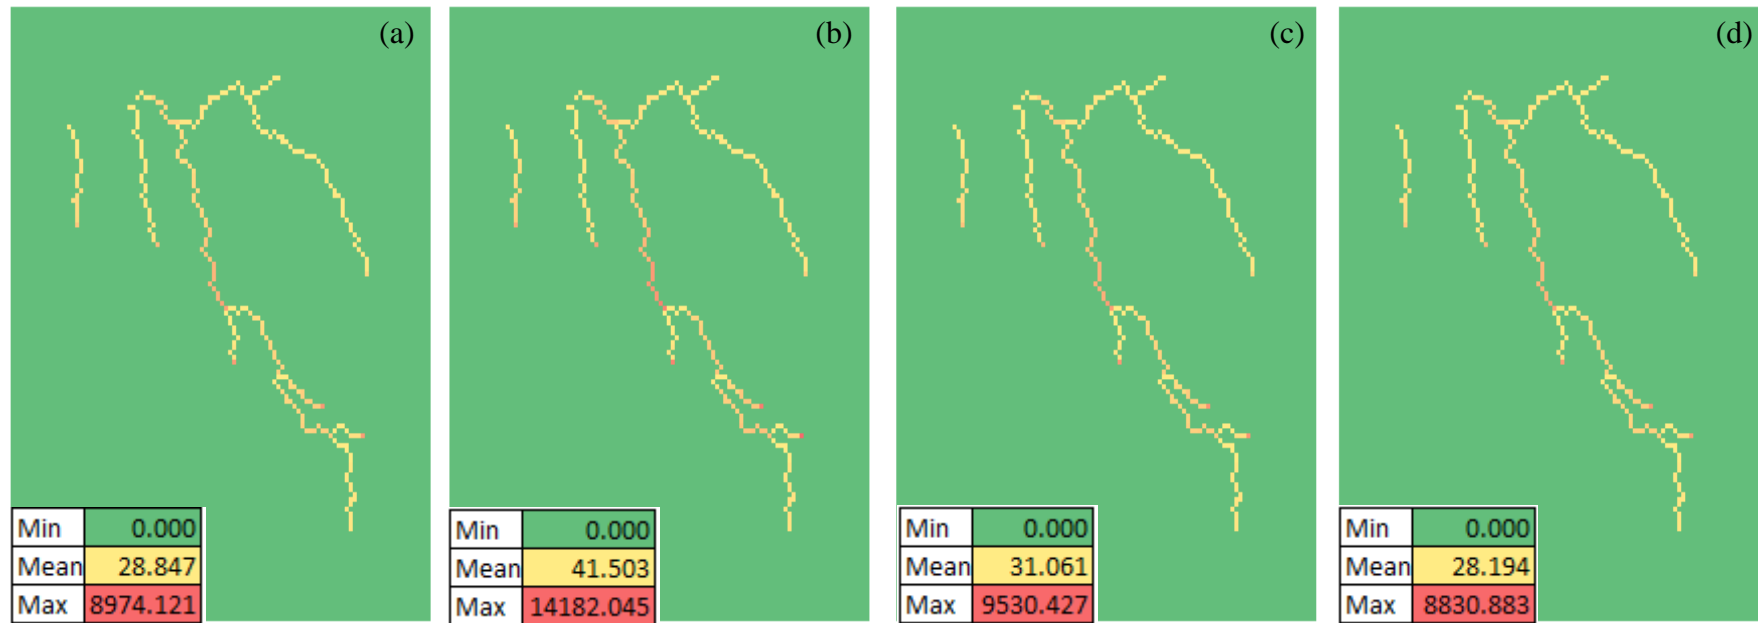 (a)
Min 0.000
Mean 28.847
Max 8974.121
(b)
Min 0.000
Mean 41.503
Max 14182.045
(c)
Min 0.000
Mean 31.061
Max 9530.427
(d)
Min 0.000
Mean 28.194
Max 8830.883